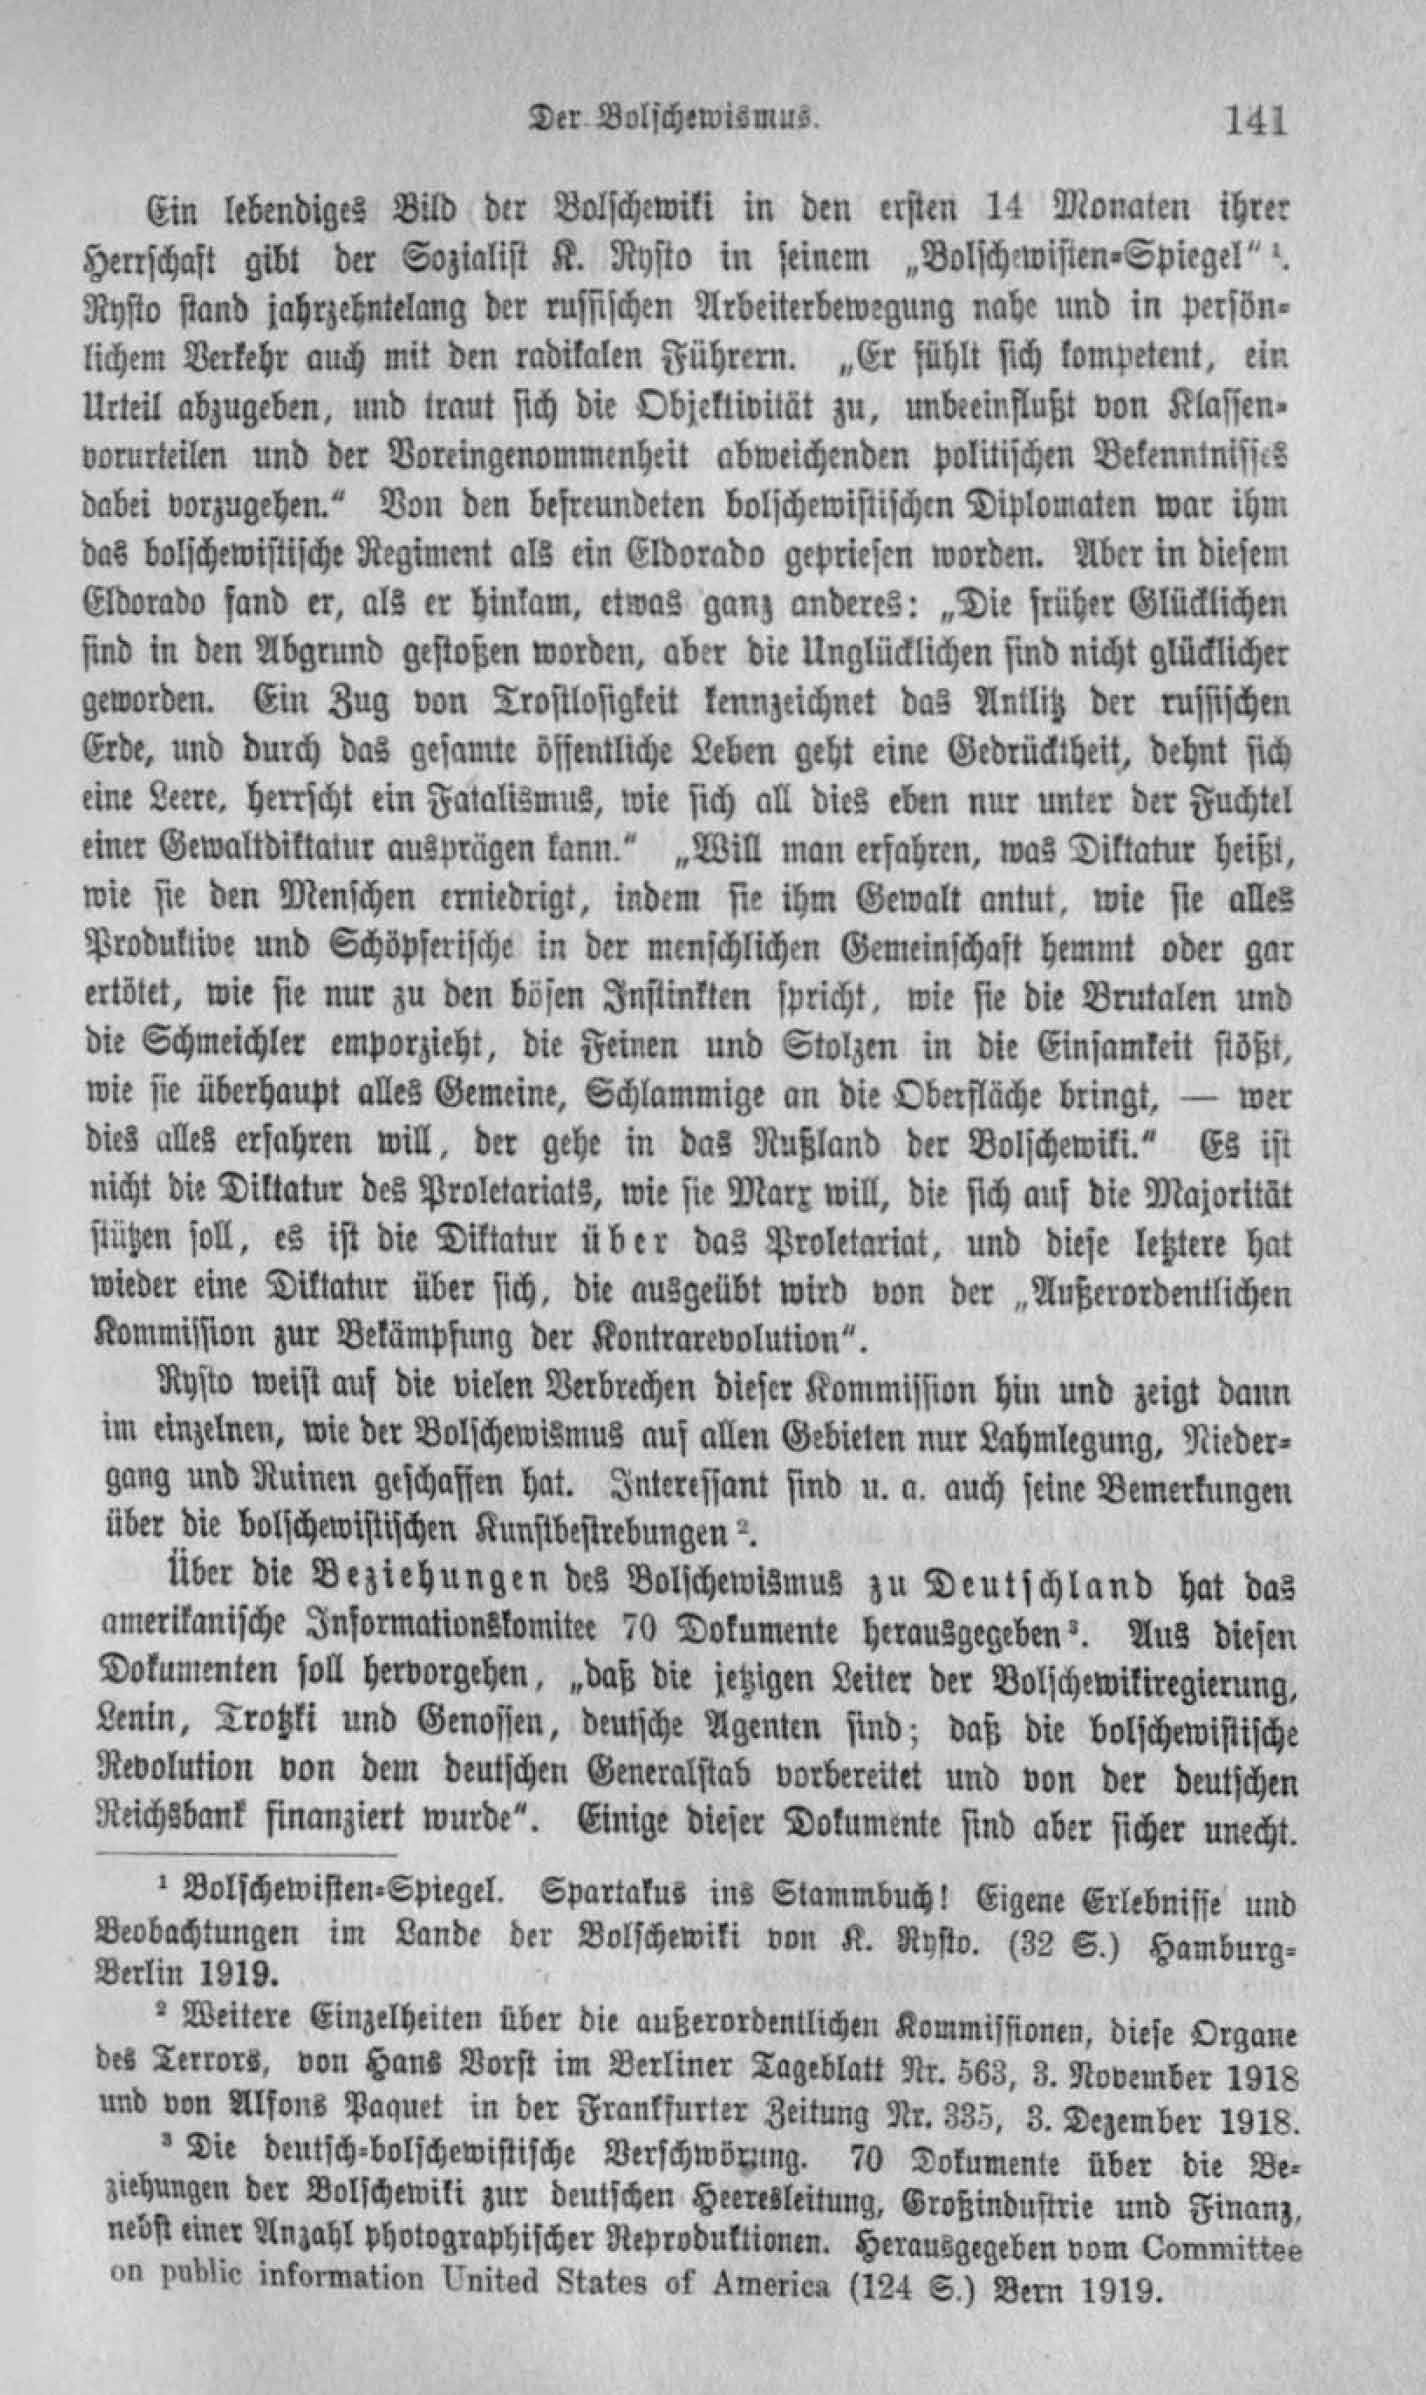 Der Bolschewismus. 141
Ein lebendiges Bild der Bolschewiki in den ersten 14 Monaten ihrer
Herrschaft gibt der Sozialist K. Rysto in seinem „Bolschewisten-Spiegel“ ¹.
Rysto stand jahrzehntelang der russischen Arbeiterbewegung nahe und in persön-
lichem Verkehr auch mit den radikalen Führern. „Er fühlt sich kompetent, ein
Urteil abzugeben, und traut sich die Objektivität zu, unbeeinflußt von Klassen-
vorurteilen und der Voreingenommenheit abweichenden politischen Bekenntnisses
dabei vorzugehen.“ Von den befreundeten bolschewistischen Diplomaten war ihm
das bolschewistische Regiment als ein Eldorado gepriesen worden. Aber in diesem
Eldorado fand er, als er hinkam, etwas ganz anderes: „Die früher Glücklichen
sind in den Abgrund gestoßen worden, aber die Unglücklichen sind nicht glücklicher
geworden. Ein Zug von Trostlosigkeit kennzeichnet das Antlitz der russischen
Erde, und durch das gesamte öffentliche Leben geht eine Gedrücktheit, dehnt sich
eine Leere, herrscht ein Fatalismus, wie sich all dies eben nur unter der Fuchtel
einer Gewaltdiktatur ausprägen kann.“ „Will man erfahren, was Diktatur heißt,
wie sie den Menschen erniedrigt, indem sie ihm Gewalt antut, wie sie alles
Produktive und Schöpferische in der menschlichen Gemeinschaft hemmt oder gar
ertötet, wie sie nur zu den bösen Instinkten spricht, wie sie die Brutalen und
die Schmeichler emporzieht, die Feinen und Stolzen in die Einsamkeit stößt,
wie sie überhaupt alles Gemeine, Schlammige an die Oberfläche bringt, — wer
dies alles erfahren will, der gehe in das Rußland der Bolschewiki.“ Es ist
nicht die Diktatur des Proletariats, wie sie Marx will, die sich auf die Majorität
stützen soll, es ist die Diktatur über das Proletariat, und diese letztere hat
wieder eine Diktatur über sich, die ausgeübt wird von der „Außerordentlichen
Kommission zur Bekämpfung der Kontrarevolution“.
Rysto weist auf die vielen Verbrechen dieser Kommission hin und zeigt dann
im einzelnen, wie der Bolschewismus auf allen Gebieten nur Lahmlegung, Nieder-
gang und Ruinen geschaffen hat. Interessant sind u. a. auch seine Bemerkungen
über die bolschewistischen Kunstbestrebungen ².
Über die Beziehungen des Bolschewismus zu Deutschland hat das
amerikanische Informationskomitee 70 Dokumente herausgegeben ³. Aus diesen
Dokumenten soll hervorgehen, „daß die jetzigen Leiter der Bolschewikiregierung,
Lenin, Trotzki und Genossen, deutsche Agenten sind; daß die bolschewistische
Revolution von dem deutschen Generalstab vorbereitet und von der deutschen
Reichsbank finanziert wurde“. Einige dieser Dokumente sind aber sicher unecht.
¹ Bolschewisten-Spiegel. Spartakus ins Stammbuch! Eigene Erlebnisse und
Beobachtungen im Lande der Bolschewiki von K. Rysto. (32 S.) Hamburg-
Berlin 1919.
² Weitere Einzelheiten über die außerordentlichen Kommissionen, diese Organe
des Terrors, von Hans Vorst im Berliner Tageblatt Nr. 563, 3. November 1918
und von Alfons Paquet in der Frankfurter Zeitung Nr. 335, 3. Dezember 1918.
³ Die deutsch-bolschewistische Verschwörung. 70 Dokumente über die Be-
ziehungen der Bolschewiki zur deutschen Heeresleitung, Großindustrie und Finanz,
nebst einer Anzahl photographischer Reproduktionen. Herausgegeben vom Committee
on public information United States of America (124 S.) Bern 1919.